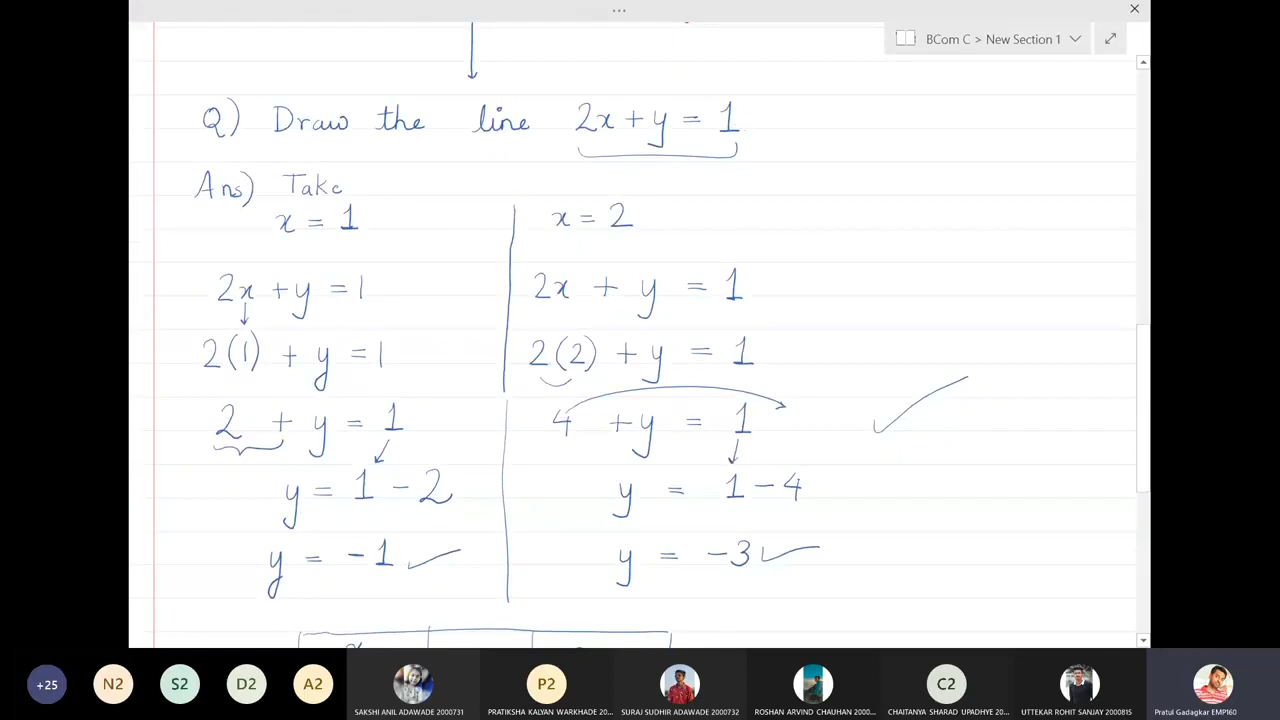 BCom C > New Section 1
Q) Draw the line 2x + y = 1
Ans) Take
x = 1
2x + y = 1
2(1) + y = 1
2 + y = 1
y = 1 - 2
y = -1
x = 2
2x + y = 1
2(2) + y = 1
4 + y = 1
y = 1 - 4
y = -3
+25
N2
S2
D2
A2
SAKSHI ANIL ADAWADE 2000731
P2
PRATIKSHA KALYAN WARKHADE 20...
SURAJ SUDHIR ADAWADE 2000732
ROSHAN ARVIND CHAUHAN 2000...
C2
CHAITANYA SHARAD UPADHYE 20...
UTTEKAR ROHIT SANJAY 2000815
Pratul Gadagkar EMP160